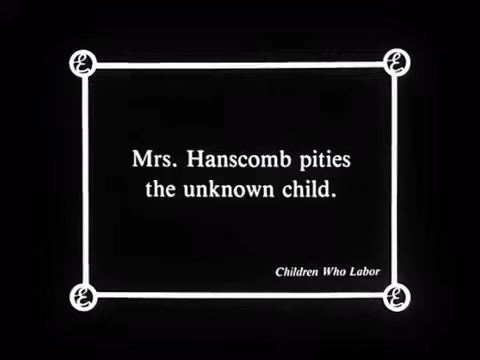 Mrs. Hanscomb pities
the unknown child.
Children Who Labor